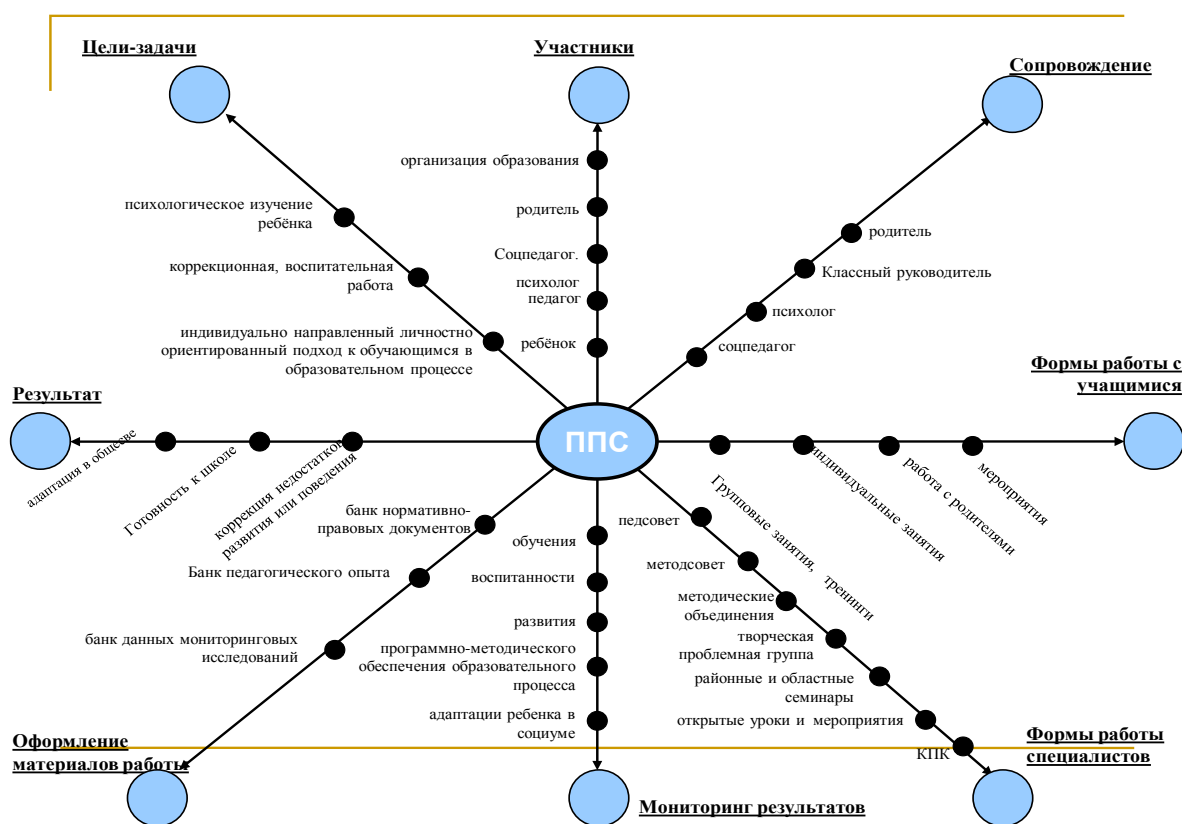 Цели-задачи
Участники
Сопровождение
организация образования
психологическое изучение
ребёнка
родитель
родитель
Соцпедагог.
Классный руководитель
коррекционная, воспитательная
работа
психолог
педагог
психолог
индивидуально направленный личностно
ориентированный подход к обучающимся в
образовательном процессе
ребёнок
соцпедагог
Результат
Формы работы с
учащимися
ППС
адаптация в общесве
Готовность к школе
коррекция недостатков
развития или поведения
Групповые занятия, тренинги
индивидуальные занятия
работа с родителями
мероприятия
банк нормативно-
правовых документов
Банк педагогического опыта
банк данных мониторинговых
исследований
обучения
воспитанности
развития
программно-методического
обеспечения образовательного
процесса
адаптации ребенка в
социуме
педсовет
методсовет
методические
объединения
творческая
проблемная группа
районные и областные
семинары
открытые уроки и мероприятия
КПК
Оформление
материалов работы
Мониторинг результатов
Формы работы
специалистов